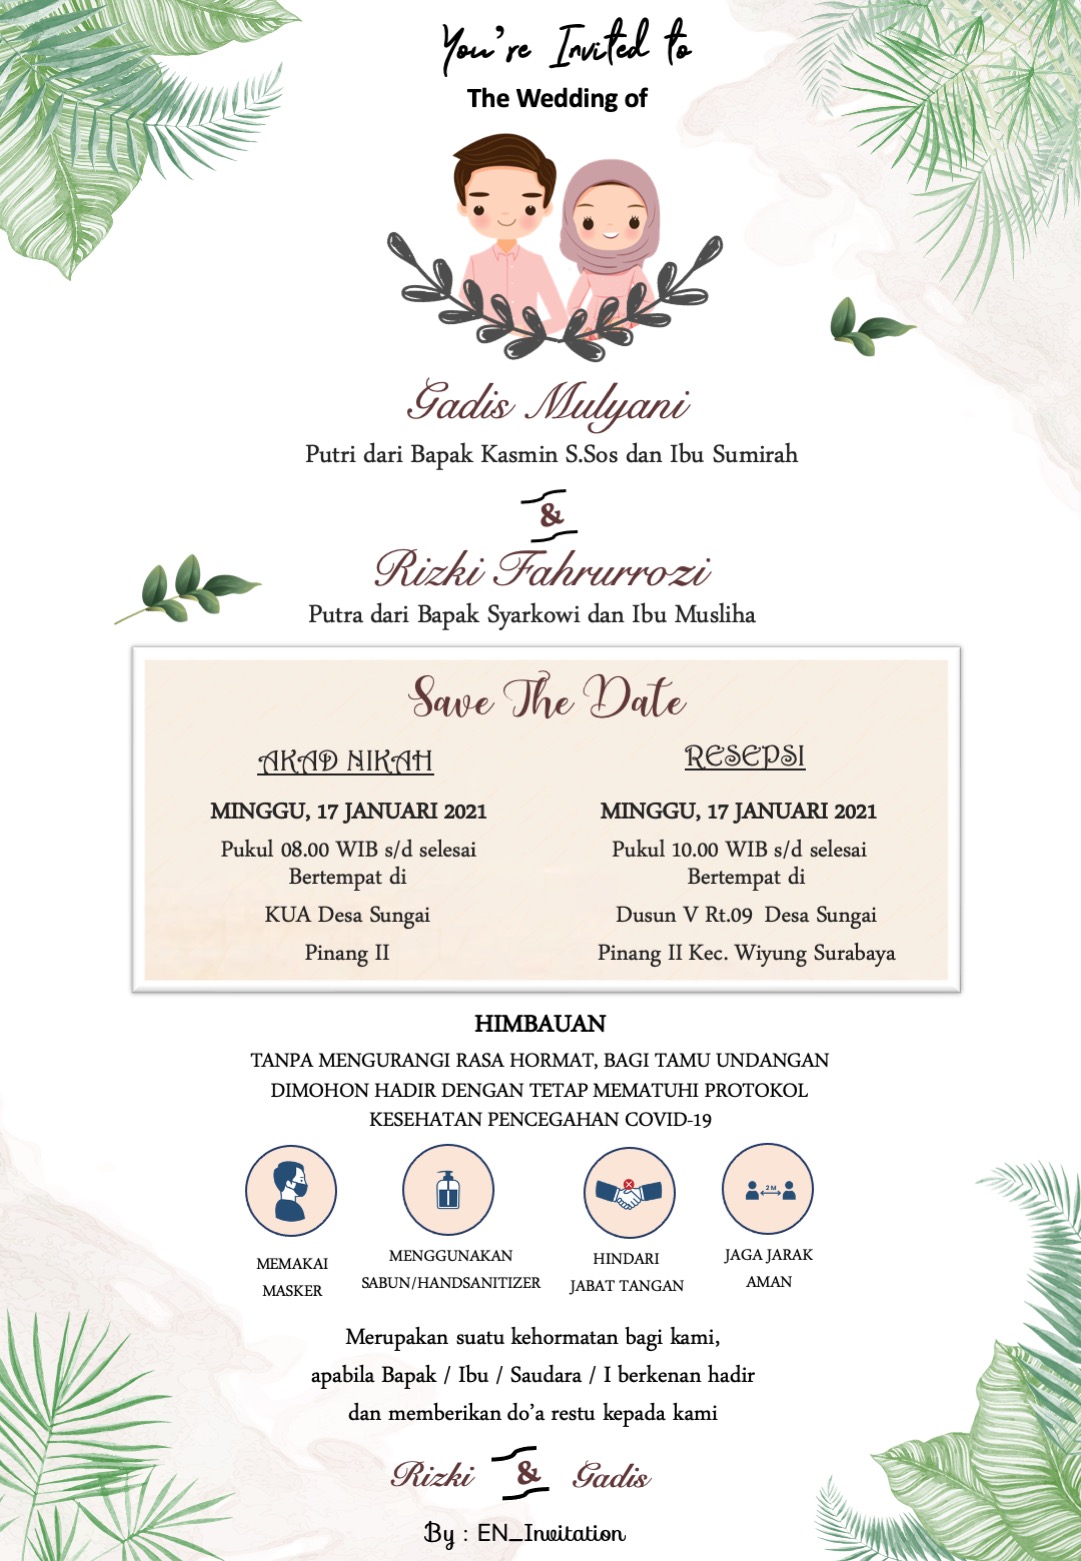 You're Invited to
The Wedding of
Gadis Mulyani
Putri dari Bapak Kasmin S.Sos dan Ibu Sumirah
&
Rizki Fahrurrozi
Putra dari Bapak Syarkowi dan Ibu Musliha
Save The Date
AKAD NIKAH
MINGGU, 17 JANUARI 2021
Pukul 08.00 WIB s/d selesai
Bertempat di
KUA Desa Sungai
Pinang II
RESEPSI
MINGGU, 17 JANUARI 2021
Pukul 10.00 WIB s/d selesai
Bertempat di
Dusun V Rt.09 Desa Sungai
Pinang II Kec. Wiyung Surabaya
HIMBAUAN
TANPA MENGURANGI RASA HORMAT, BAGI TAMU UNDANGAN
DIMOHON HADIR DENGAN TETAP MEMATUHI PROTOKOL
KESEHATAN PENCEGAHAN COVID-19
MEMAKAI
MASKER
MENGGUNAKAN
SABUN/HANDSANITIZER
HINDARI
JABAT TANGAN
2 M
JAGA JARAK
AMAN
Merupakan suatu kehormatan bagi kami,
apabila Bapak / Ibu / Saudara / I berkenan hadir
dan memberikan do'a restu kepada kami
Rizki & Gadis
By : EN_Invitation